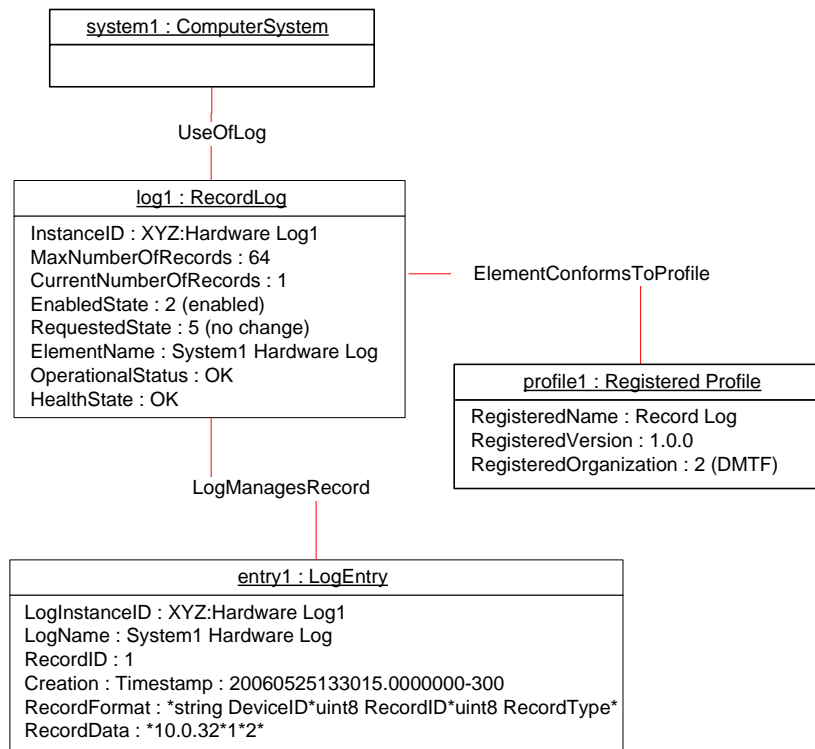 system1 : ComputerSystem
UseOfLog
log1 : RecordLog
InstanceID : XYZ:Hardware Log1
MaxNumberOfRecords : 64
CurrentNumberOfRecords : 1
EnabledState : 2 (enabled)
RequestedState : 5 (no change)
ElementName : System1 Hardware Log
OperationalStatus : OK
HealthState : OK
ElementConformsToProfile
profile1 : Registered Profile
RegisteredName : Record Log
RegisteredVersion : 1.0.0
RegisteredOrganization : 2 (DMTF)
LogManagesRecord
entry1 : LogEntry
LogInstanceID : XYZ:Hardware Log1
LogName : System1 Hardware Log
RecordID : 1
Creation : Timestamp : 20060525133015.0000000-300
RecordFormat : *string DeviceID*uint8 RecordID*uint8 RecordType*
RecordData : *10.0.32*1*2*